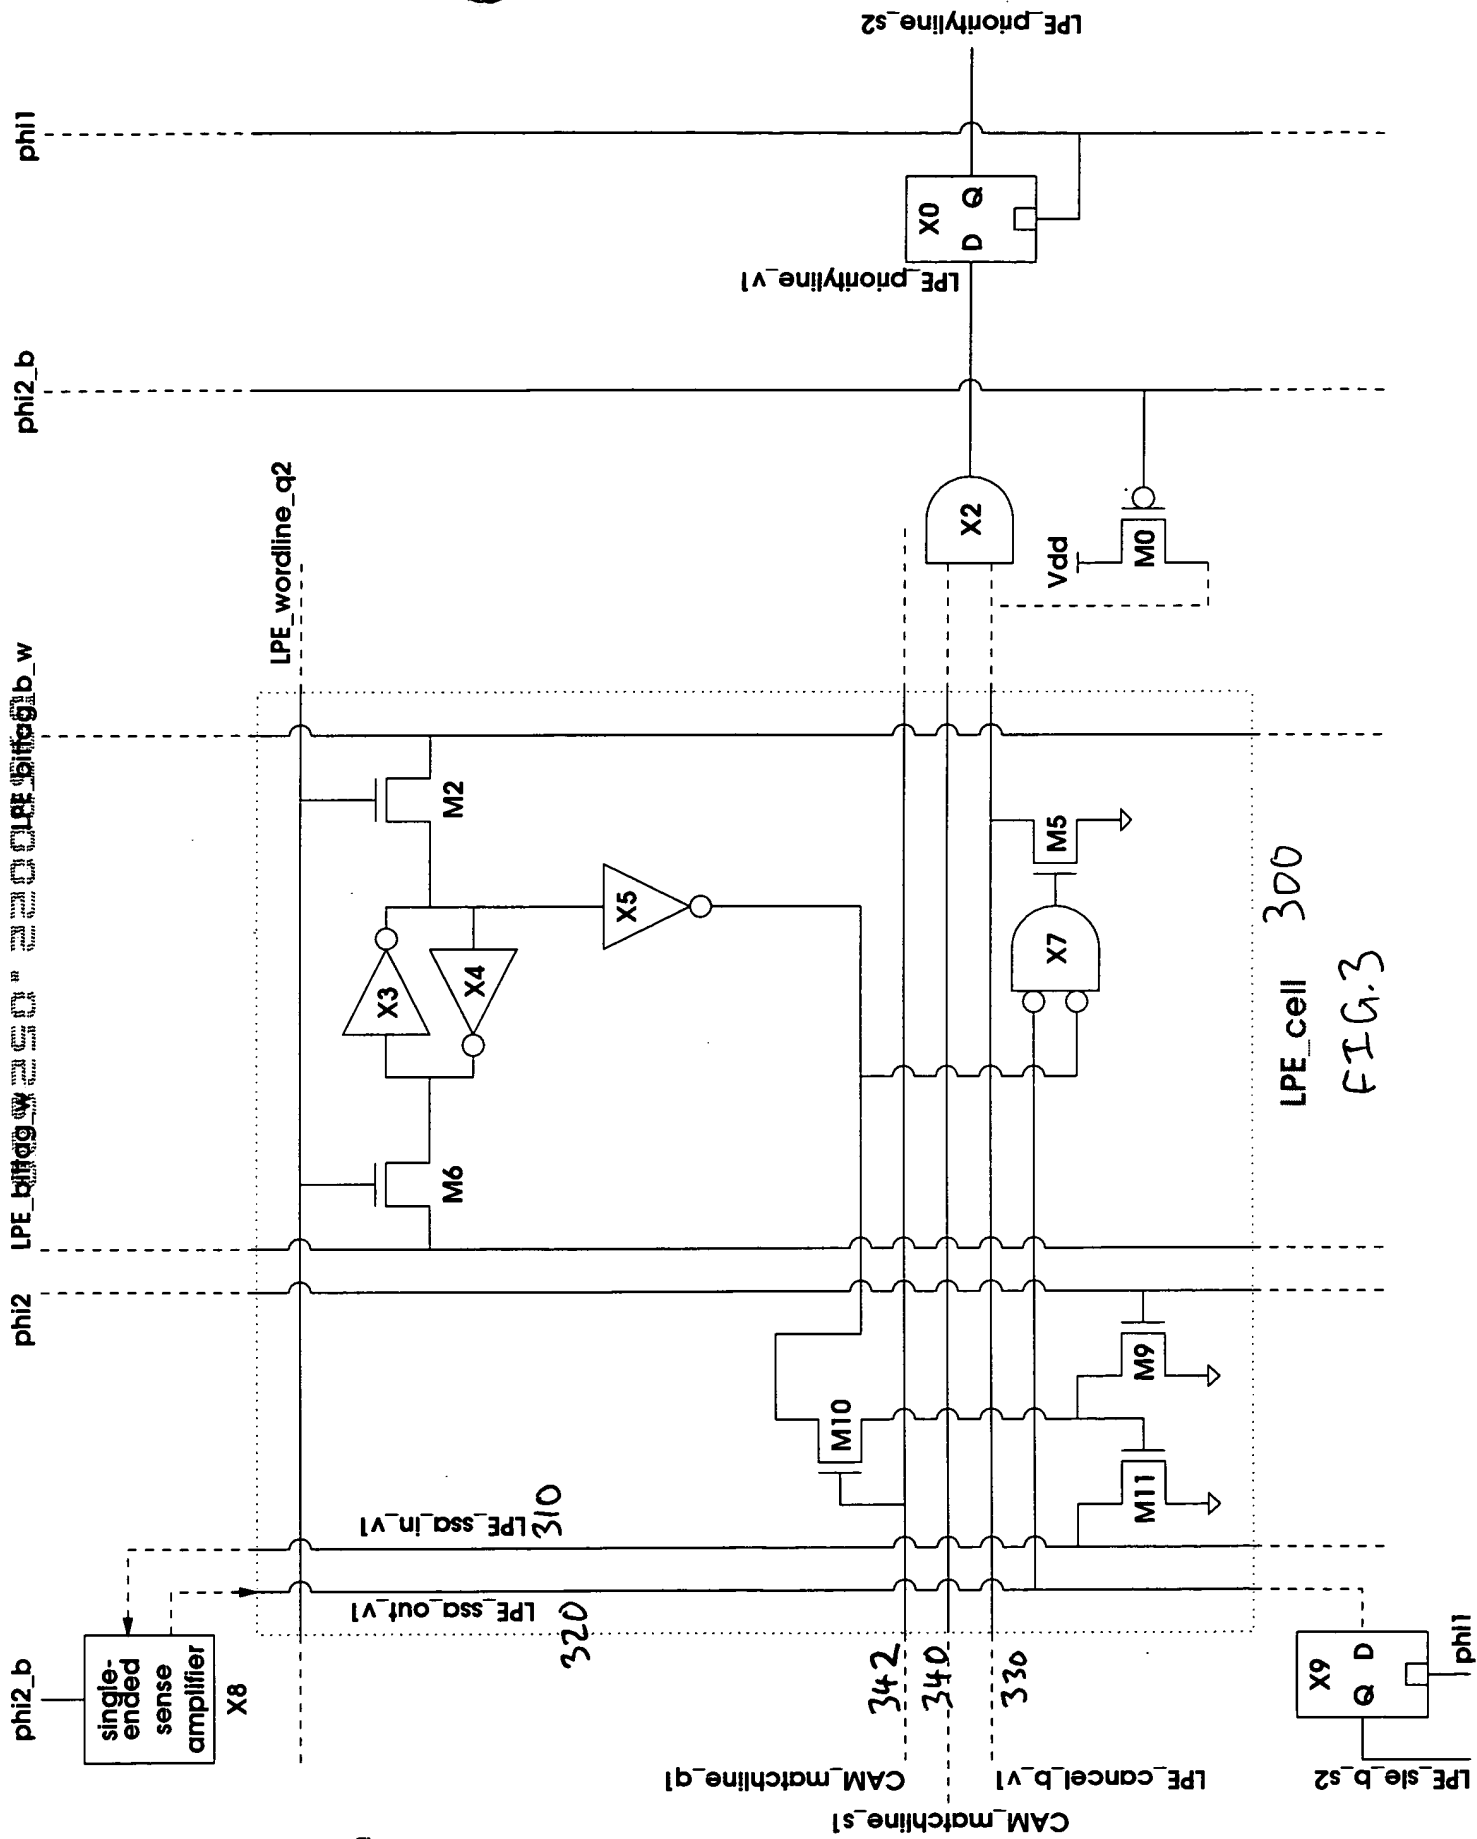 phi2_b
single-
ended
sense
amplifier
X8
LPE_ssa_out_v1
320
LPE_ssa_in_v1
310
phi2
LPE_bittag_w
LPE_bittag_b_w
LPE_wordline_q2
phi2_b
phi1
M6
X3
X4
M2
X5
M10
342
340
330
CAM_matchline_q1
CAM_matchline_s1
LPE_cancel_b_v1
M11
M9
X7
M5
X2
Vdd
M0
LPE_priorityline_v1
X0
D
Q
LPE_priorityline_s2
X9
Q
D
phi1
LPE_sle_b_s2
LPE_cell
300
FIG.3